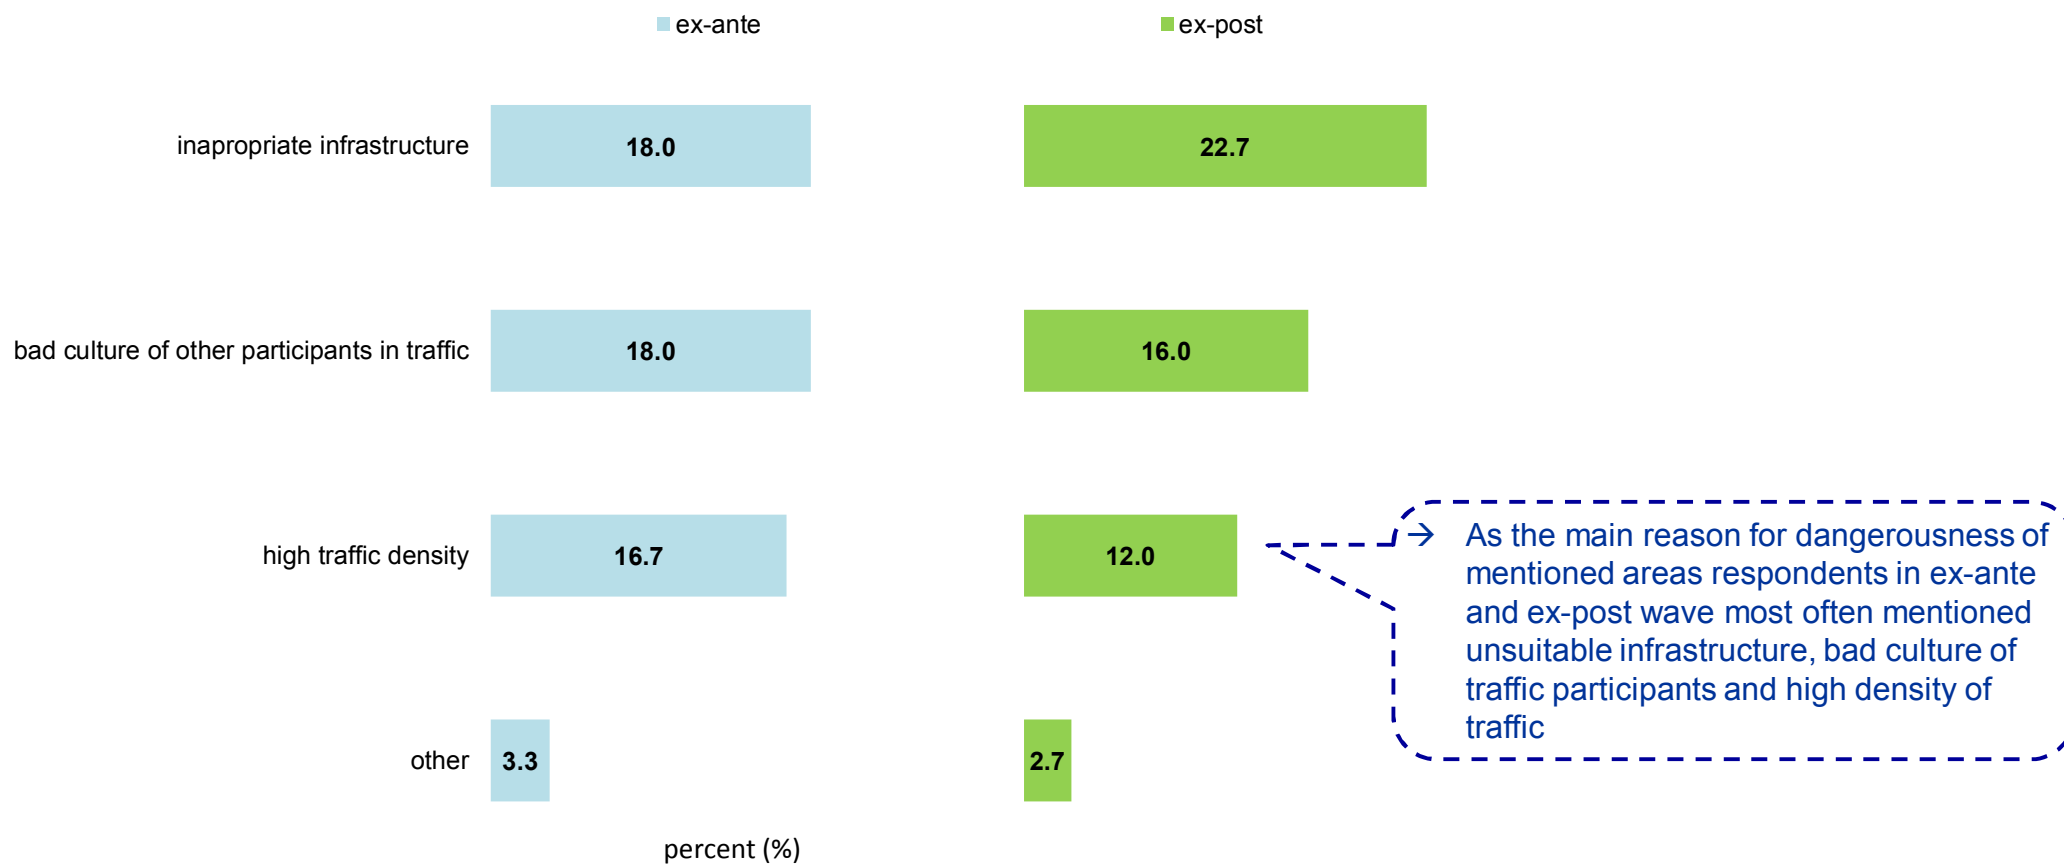 ex-ante
ex-post
inapropriate infrastructure
18.0
22.7
bad culture of other participants in traffic
18.0
16.0
high traffic density
16.7
12.0
→ As the main reason for dangerousness of
mentioned areas respondents in ex-ante
and ex-post wave most often mentioned
unsuitable infrastructure, bad culture of
traffic participants and high density of
traffic
other
3.3
2.7
percent (%)